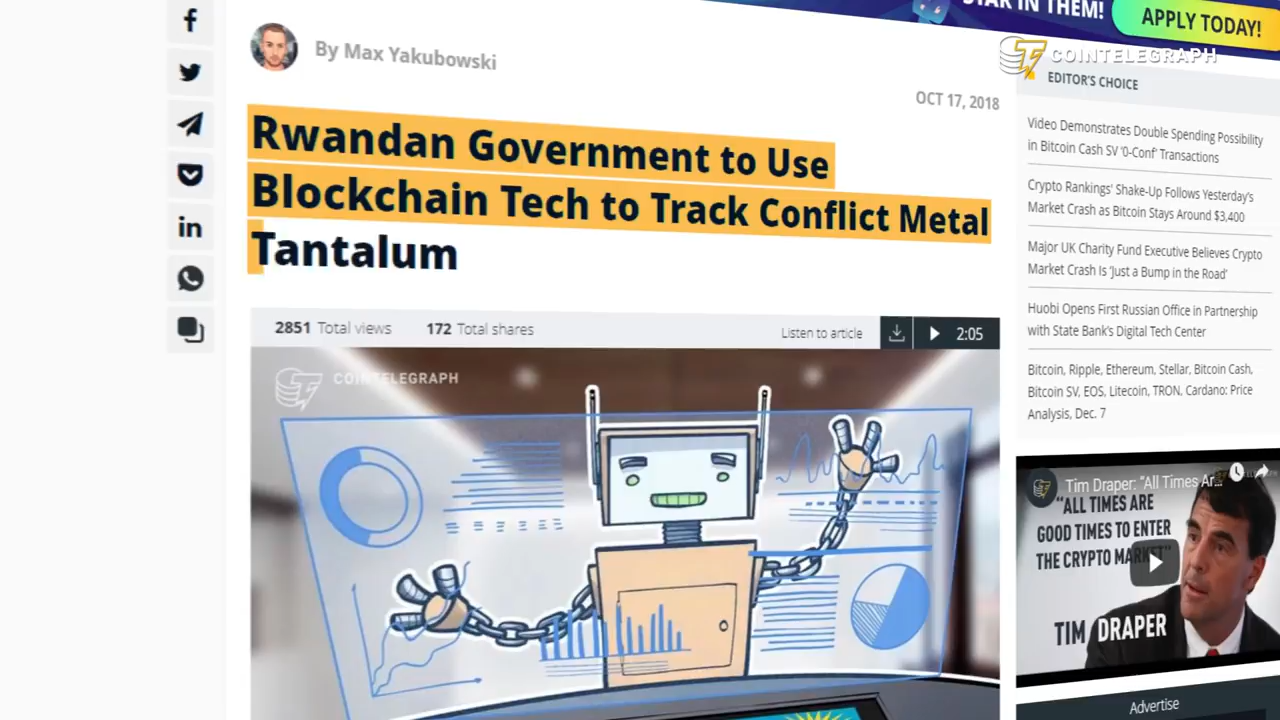 STAR IN THEM!
APPLY TODAY!
COINTELEGRAPH
By Max Yakubowski
OCT 17, 2018
Rwandan Government to Use
Blockchain Tech to Track Conflict Metal
Tantalum
2851 Total views
172 Total shares
Listen to article
2:05
COINTELEGRAPH
EDITOR'S CHOICE
Video Demonstrates Double Spending Possibility
in Bitcoin Cash SV '0-Conf' Transactions
Crypto Rankings' Shake-Up Follows Yesterday's
Market Crash as Bitcoin Stays Around $3,400
Major UK Charity Fund Executive Believes Crypto
Market Crash Is 'Just a Bump in the Road'
Huobi Opens First Russian Office in Partnership
with State Bank's Digital Tech Center
Bitcoin, Ripple, Ethereum, Stellar, Bitcoin Cash,
Bitcoin SV, EOS, Litecoin, TRON, Cardano: Price
Analysis, Dec. 7
Tim Draper: "All Times Ar...
"ALL TIMES ARE
GOOD TIMES TO ENTER
THE CRYPTO MARKET"
TIM DRAPER
Advertise